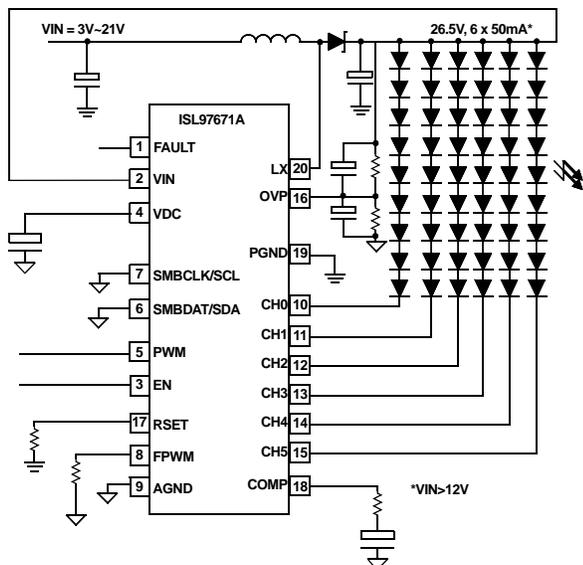 VIN = 3V~21V
26.5V, 6 x 50mA*
ISL97671A
1 FAULT
2 VIN
4 VDC
7 SMBCLK/SCL
6 SMBDAT/SDA
5 PWM
3 EN
17 RSET
8 FPWM
9 AGND
LX 20
OVP 16
PGND 19
CH0 10
CH1 11
CH2 12
CH3 13
CH4 14
CH5 15
COMP 18
*VIN>12V